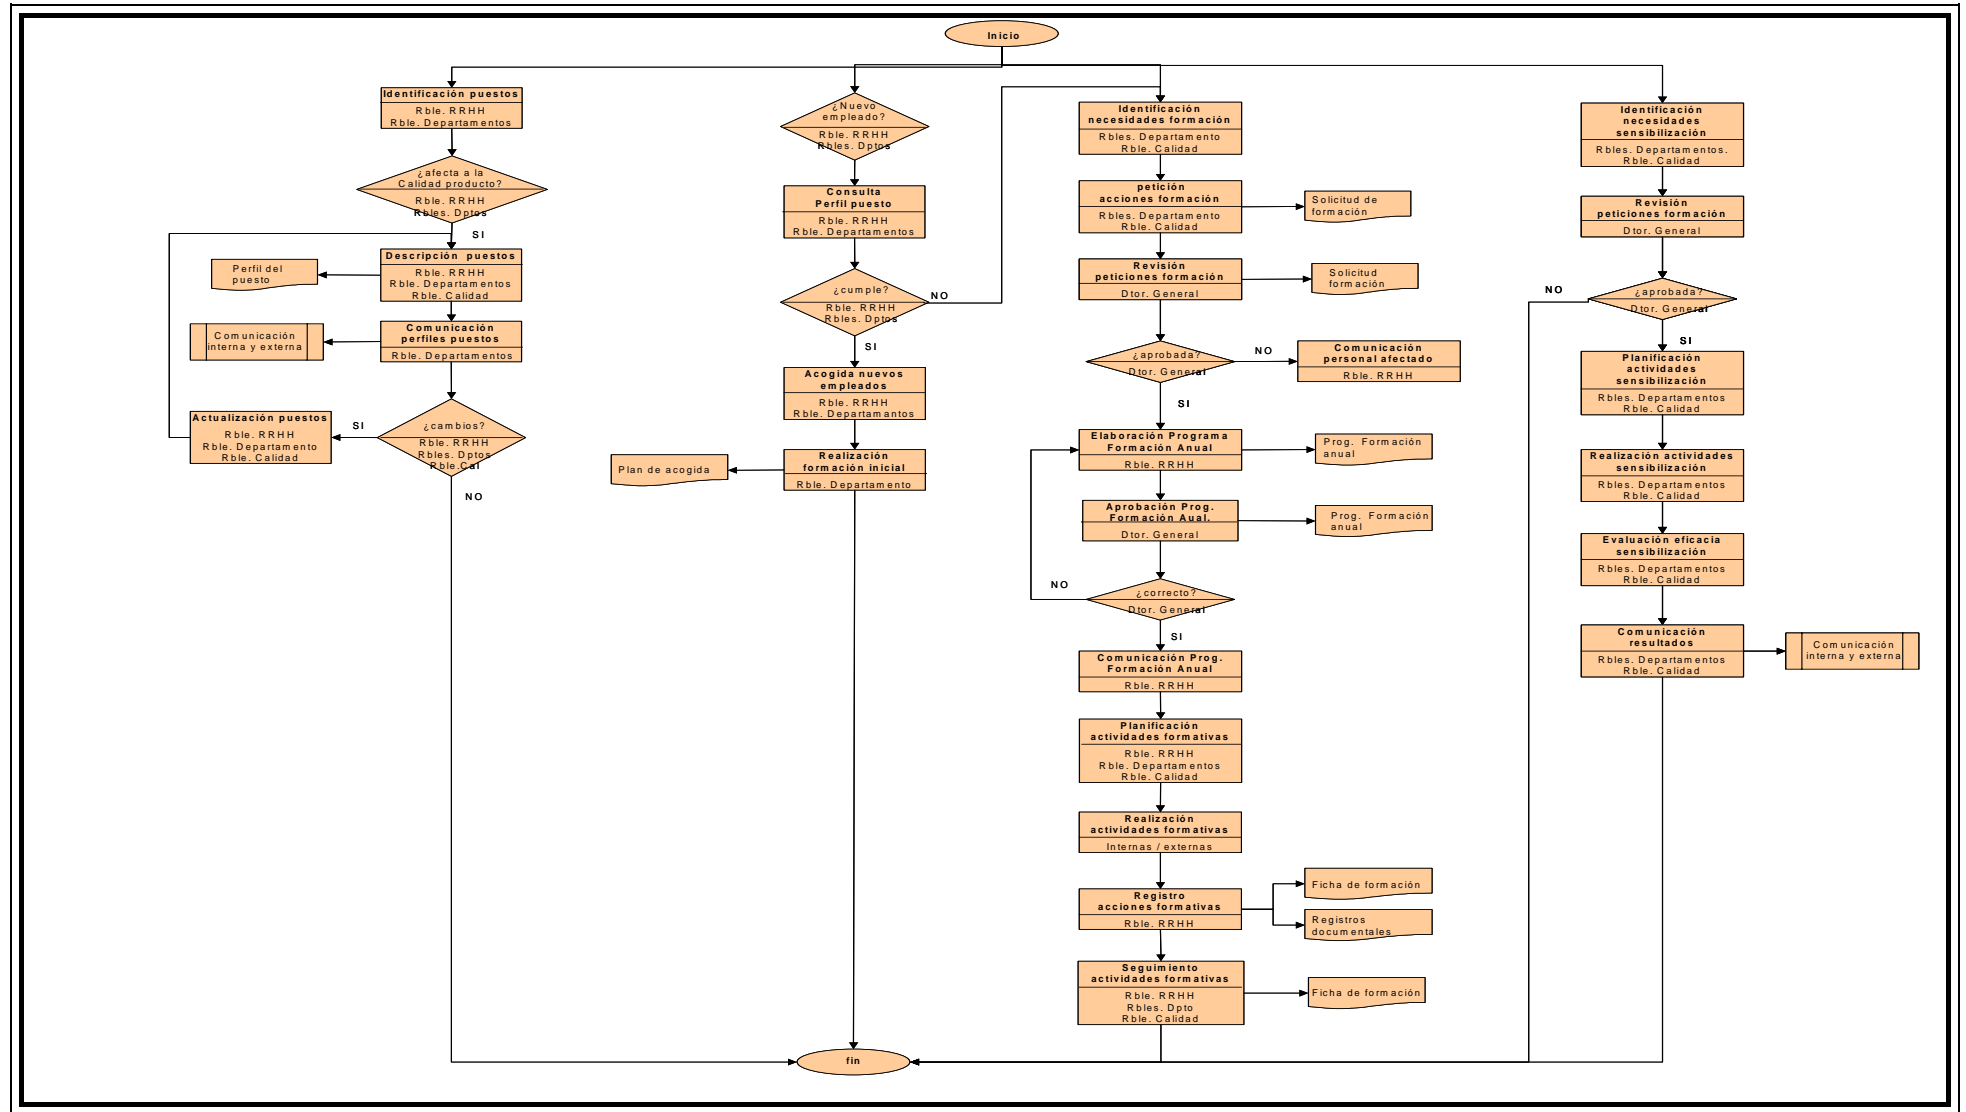 Inicio
Identificación puestos
Rble. RRHH
Rble. Departamentos
¿afecta a la
Calidad producto?
Rble. RRHH
Rbles. Dptos
SI
Descripción puestos
Rble. RRHH
Rble. Departamentos
Rble. Calidad
Perfil del
puesto
Comunicación
perfiles puestos
Rble. Departamentos
Comunicación
interna y externa
¿cambios?
Rble. RRHH
Rbles. Dptos
Rble.Cal
SI
Actualización puestos
Rble. RRHH
Rble. Departamento
Rble. Calidad
NO
¿Nuevo
empleado?
Rble. RRHH
Rbles. Dptos
Consulta
Perfil puesto
Rble. RRHH
Rble. Departamentos
¿cumple?
Rble. RRHH
Rbles. Dptos
NO
SI
Acogida nuevos
empleados
Rble. RRHH
Rble. Departamantos
Realización
formación inicial
Rble. Departamento
Plan de acogida
Identificación
necesidades formación
Rbles. Departamento
Rble. Calidad
petición
acciones formación
Rbles. Departamento
Rble. Calidad
Solicitud de
formación
Revisión
peticiones formación
Dtor. General
Solicitud
formación
¿aprobada?
Dtor. General
NO
Comunicación
personal afectado
Rble. RRHH
SI
Elaboración Programa
Formación Anual
Rble. RRHH
Prog. Formación
anual
Aprobación Prog.
Formación Aual.
Dtor. General
Prog. Formación
anual
NO
¿correcto?
Dtor. General
SI
Comunicación Prog.
Formación Anual
Rble. RRHH
Planificación
actividades formativas
Rble. RRHH
Rble. Departamentos
Rble. Calidad
Realización
actividades formativas
Internas / externas
Registro
acciones formativas
Rble. RRHH
Ficha de formación
Registros
documentales
Seguimiento
actividades formativas
Rble. RRHH
Rbles. Dpto
Rble. Calidad
Ficha de formación
Identificación
necesidades
sensibilización
Rbles. Departamentos.
Rble. Calidad
Revisión
peticiones formación
Dtor. General
NO
¿aprobada?
Dtor. General
SI
Planificación
actividades
sensibilización
Rbles. Departamentos
Rble. Calidad
Realización actividades
sensibilización
Rbles. Departamentos
Rble. Calidad
Evaluación eficacia
sensibilización
Rbles. Departamentos
Rble. Calidad
Comunicación
resultados
Rbles. Departamentos
Rble. Calidad
Comunicación
interna y externa
fin